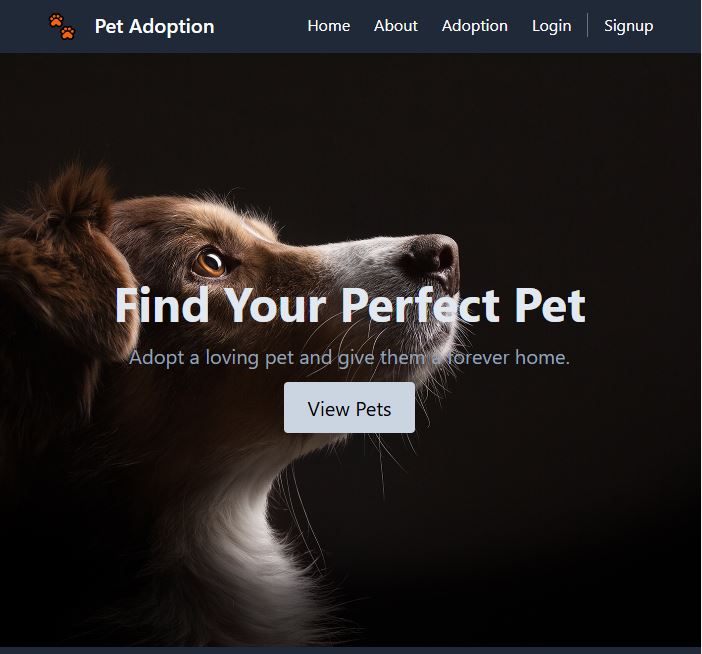 Pet Adoption Home About Adoption Login Signup
Find Your Perfect Pet
Adopt a loving pet and give them a forever home.
View Pets